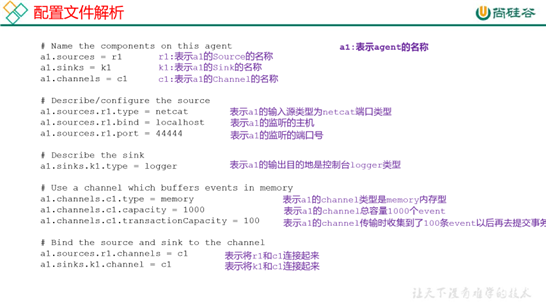 配置文件解析
尚硅谷
# Name the components on this agent
a1:表示agent的名称
a1.sources = r1 r1:表示a1的Source的名称
a1.sinks = k1 k1:表示a1的Sink的名称
a1.channels = c1 c1:表示a1的Channel的名称
# Describe/configure the source
a1.sources.r1.type = netcat 表示a1的输入源类型为netcat端口类型
a1.sources.r1.bind = localhost 表示a1的监听的主机
a1.sources.r1.port = 44444 表示a1的监听的端口号
# Describe the sink
a1.sinks.k1.type = logger 表示a1的输出目的地是控制台logger类型
# Use a channel which buffers events in memory
a1.channels.c1.type = memory 表示a1的channel类型是memory内存型
a1.channels.c1.capacity = 1000 表示a1的channel总容量1000个event
a1.channels.c1.transactionCapacity = 100 表示a1的channel传输时收集到了100条event以后再去提交事务
# Bind the source and sink to the channel
a1.sources.r1.channels = c1 表示将r1和c1连接起来
a1.sinks.k1.channel = c1 表示将k1和c1连接起来
让天下没有难学的技术